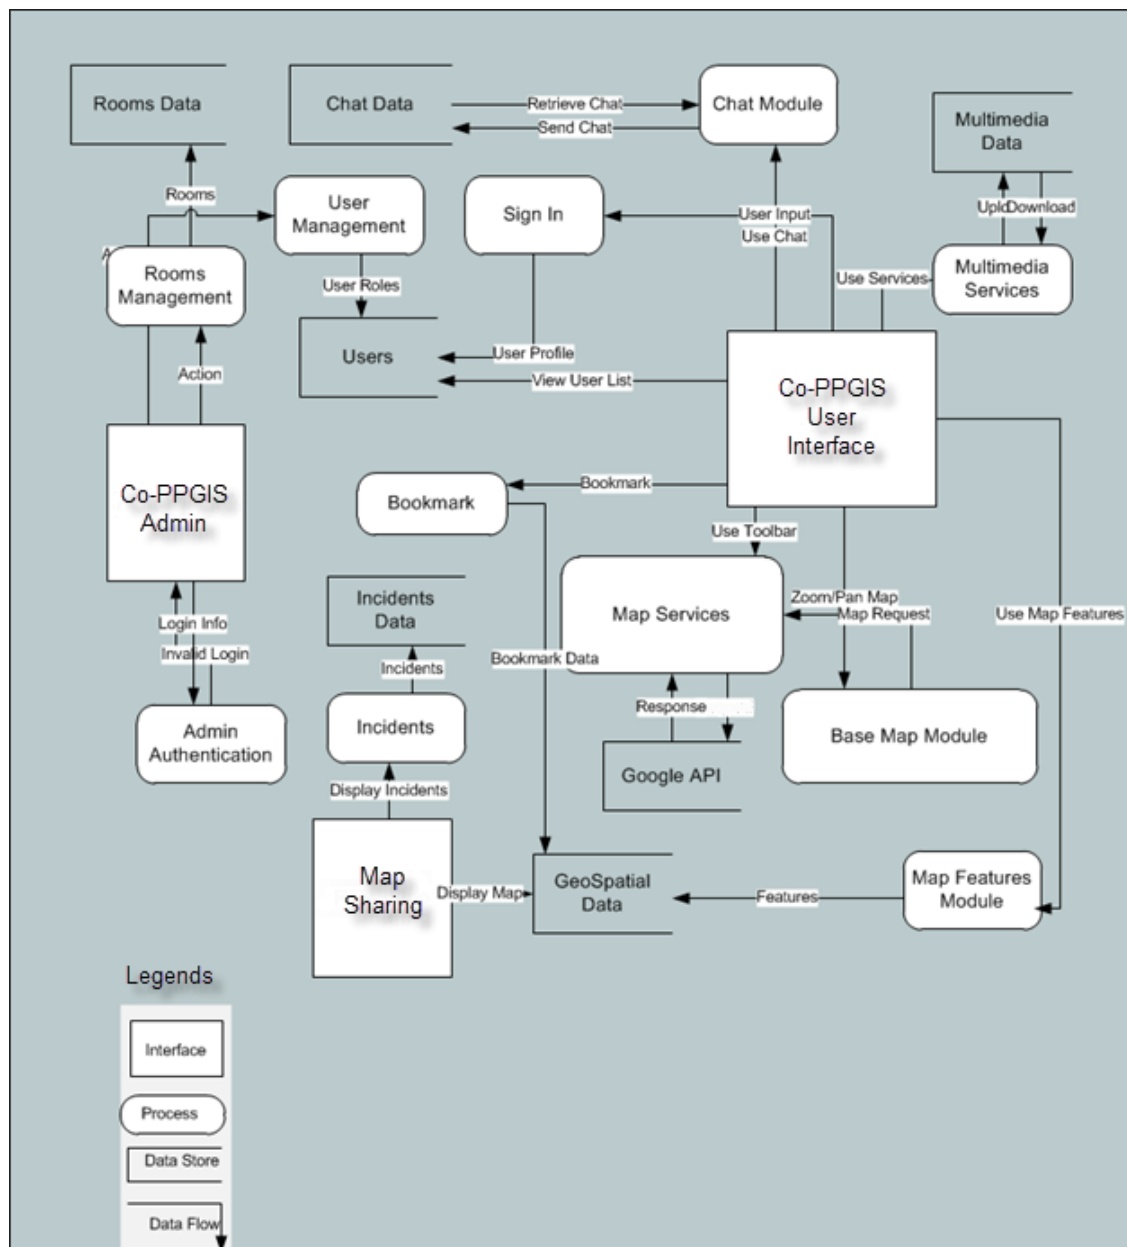 Rooms Data
Chat Data
Retrieve Chat
Send Chat
Chat Module
Multimedia
Data
Rooms
User
Management
Sign In
User Input
Use Chat
Download
Rooms
Management
User Roles
Use Services
Multimedia
Services
Users
User Profile
View User List
Action
Co-PPGIS
User
Interface
Co-PPGIS
Admin
Bookmark
Bookmark
Use Toolbar
Incidents
Data
Map Services
Zoom/Pan Map
Map Request
Use Map Features
Login Info
Invalid Login
Bookmark Data
Incidents
Response
Admin
Authentication
Incidents
Base Map Module
Google API
Display Incidents
Map
Sharing
Display Map
GeoSpatial
Data
Features
Map Features
Module
Legends
Interface
Process
Data Store
Data Flow